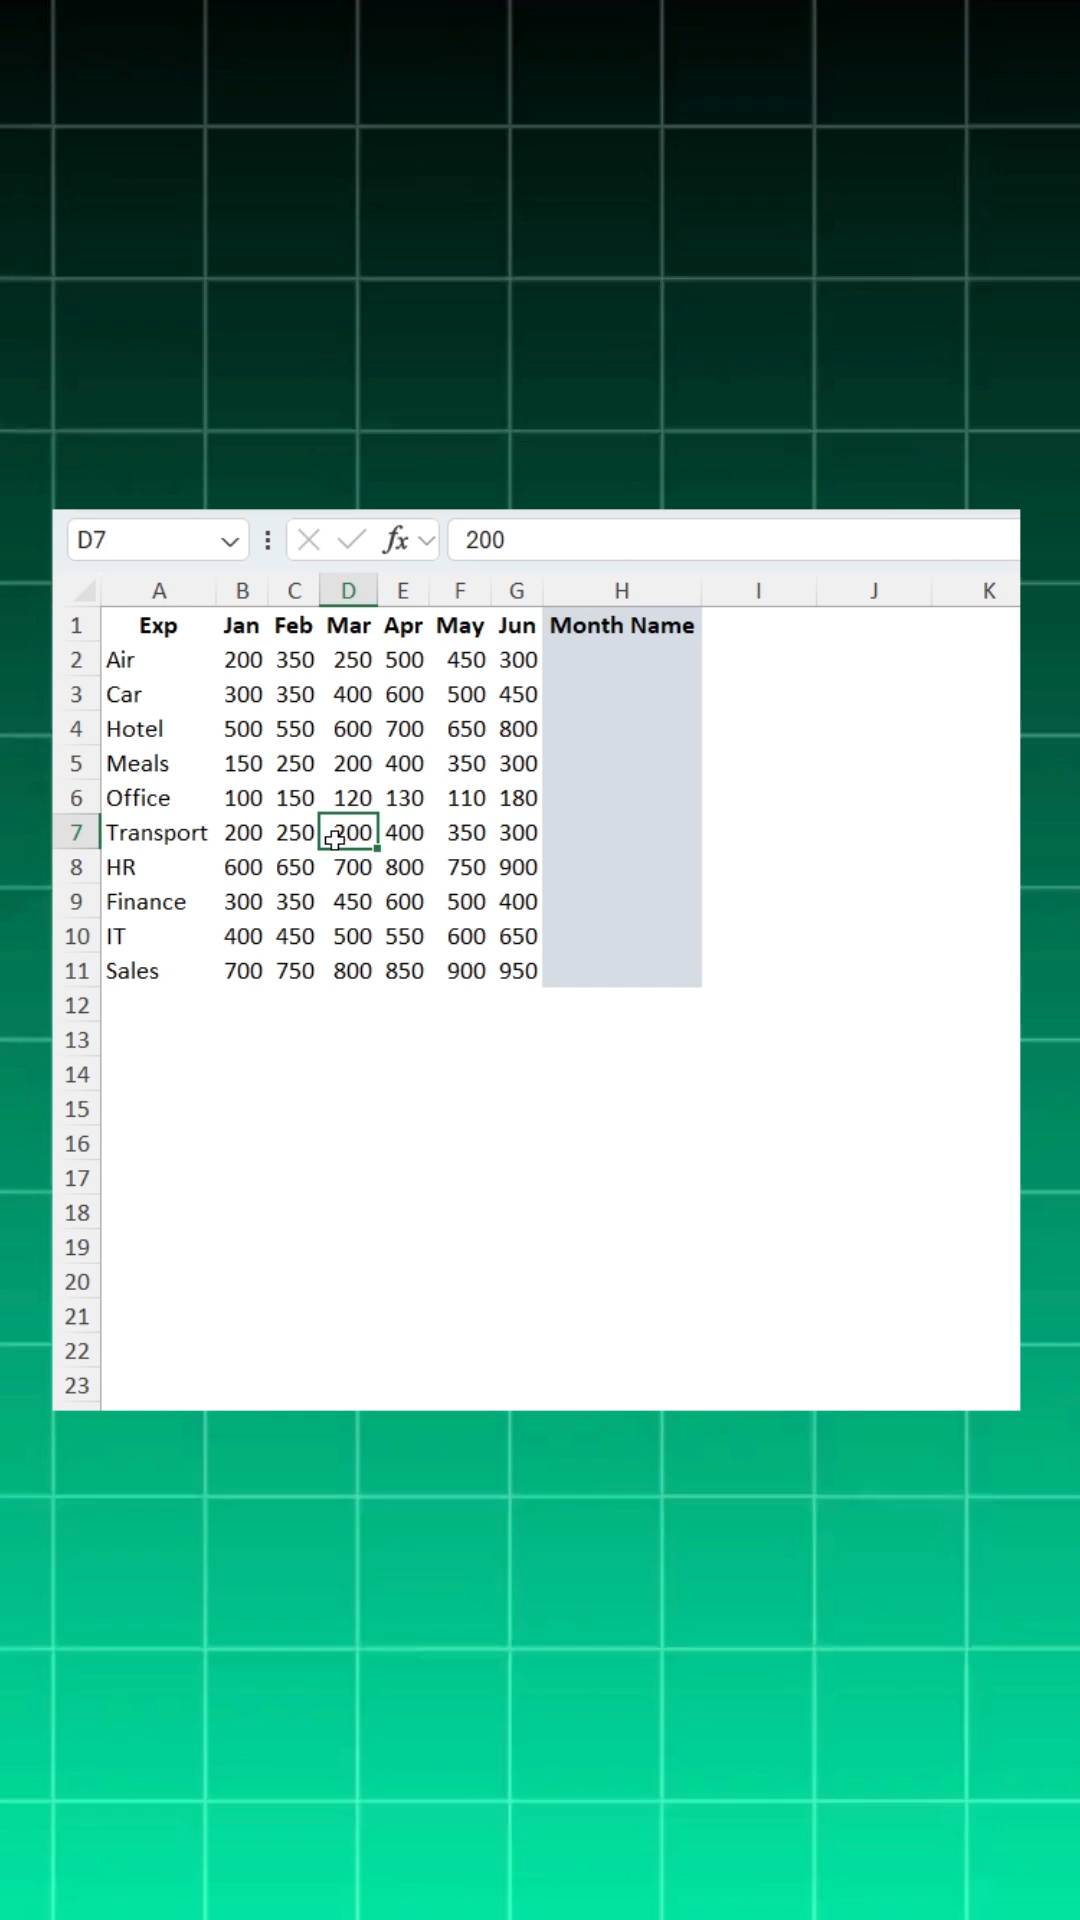 D7 fx 200
A B C D E F G H I J K
1 Exp Jan Feb Mar Apr May Jun Month Name
2 Air 200 350 250 500 450 300
3 Car 300 350 400 600 500 450
4 Hotel 500 550 600 700 650 800
5 Meals 150 250 200 400 350 300
6 Office 100 150 120 130 110 180
7 Transport 200 250 200 400 350 300
8 HR 600 650 700 800 750 900
9 Finance 300 350 450 600 500 400
10 IT 400 450 500 550 600 650
11 Sales 700 750 800 850 900 950
12
13
14
15
16
17
18
19
20
21
22
23